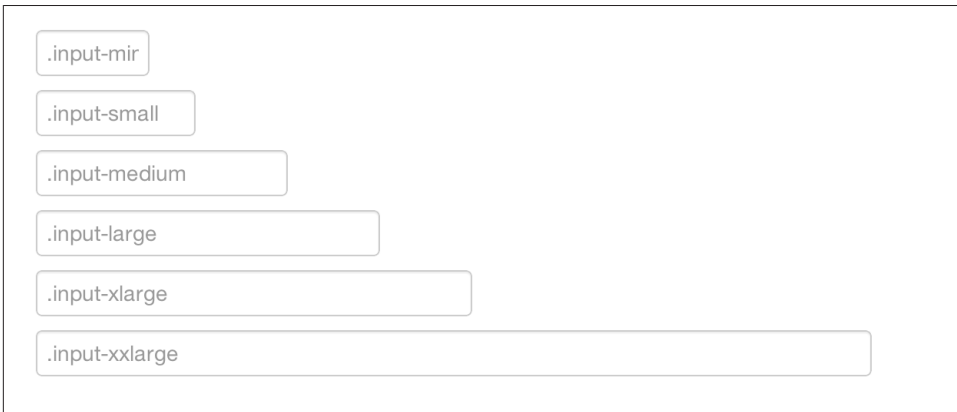 .input-mir
.input-small
.input-medium
.input-large
.input-xlarge
.input-xxlarge